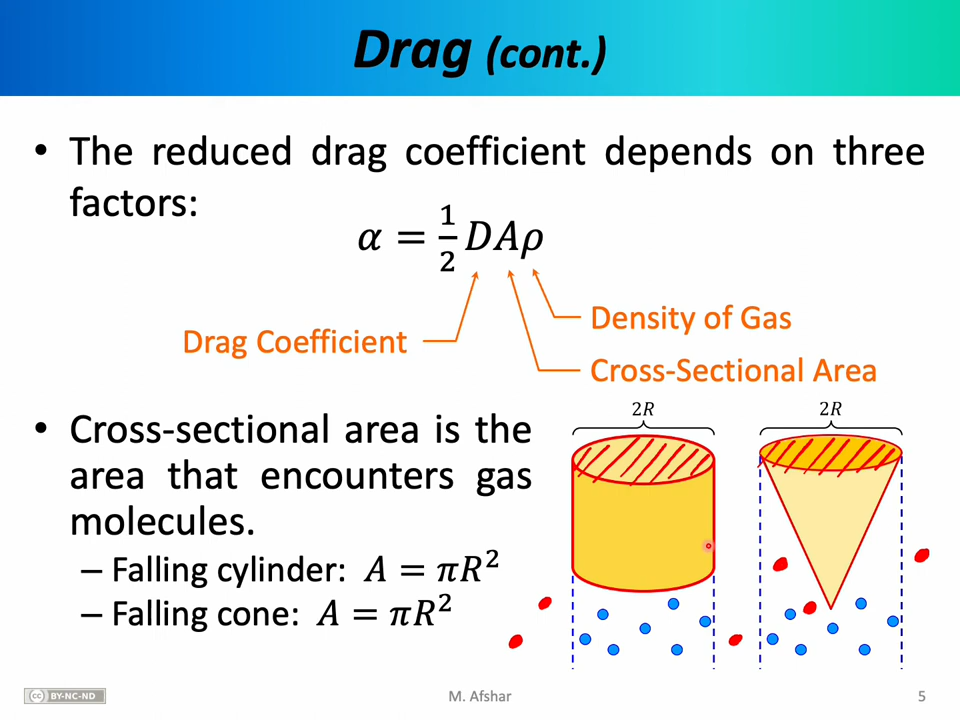 Drag (cont.)
• The reduced drag coefficient depends on three
factors:
α = 1/2 DAρ
Density of Gas
Drag Coefficient
Cross-Sectional Area
2R 2R
• Cross-sectional area is the
area that encounters gas
molecules.
– Falling cylinder: A = πR²
– Falling cone: A = πR²
cc BY-NC-ND M. Afshar 5